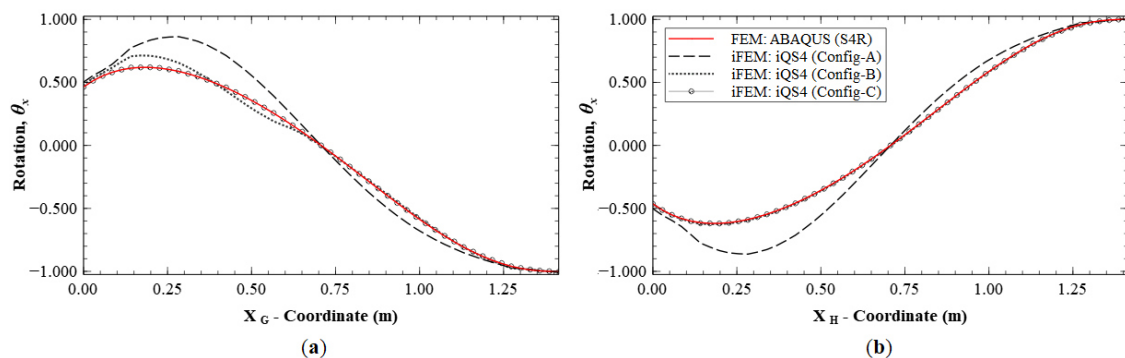 1.000
0.500
0.000
−0.500
−1.000
Rotation, θx
0.00
0.25
0.50
0.75
1.00
1.25
X G - Coordinate (m)
(a)
1.000
0.500
0.000
−0.500
−1.000
Rotation, θx
FEM: ABAQUS (S4R)
iFEM: iQS4 (Config-A)
iFEM: iQS4 (Config-B)
iFEM: iQS4 (Config-C)
0.00
0.25
0.50
0.75
1.00
1.25
X H - Coordinate (m)
(b)